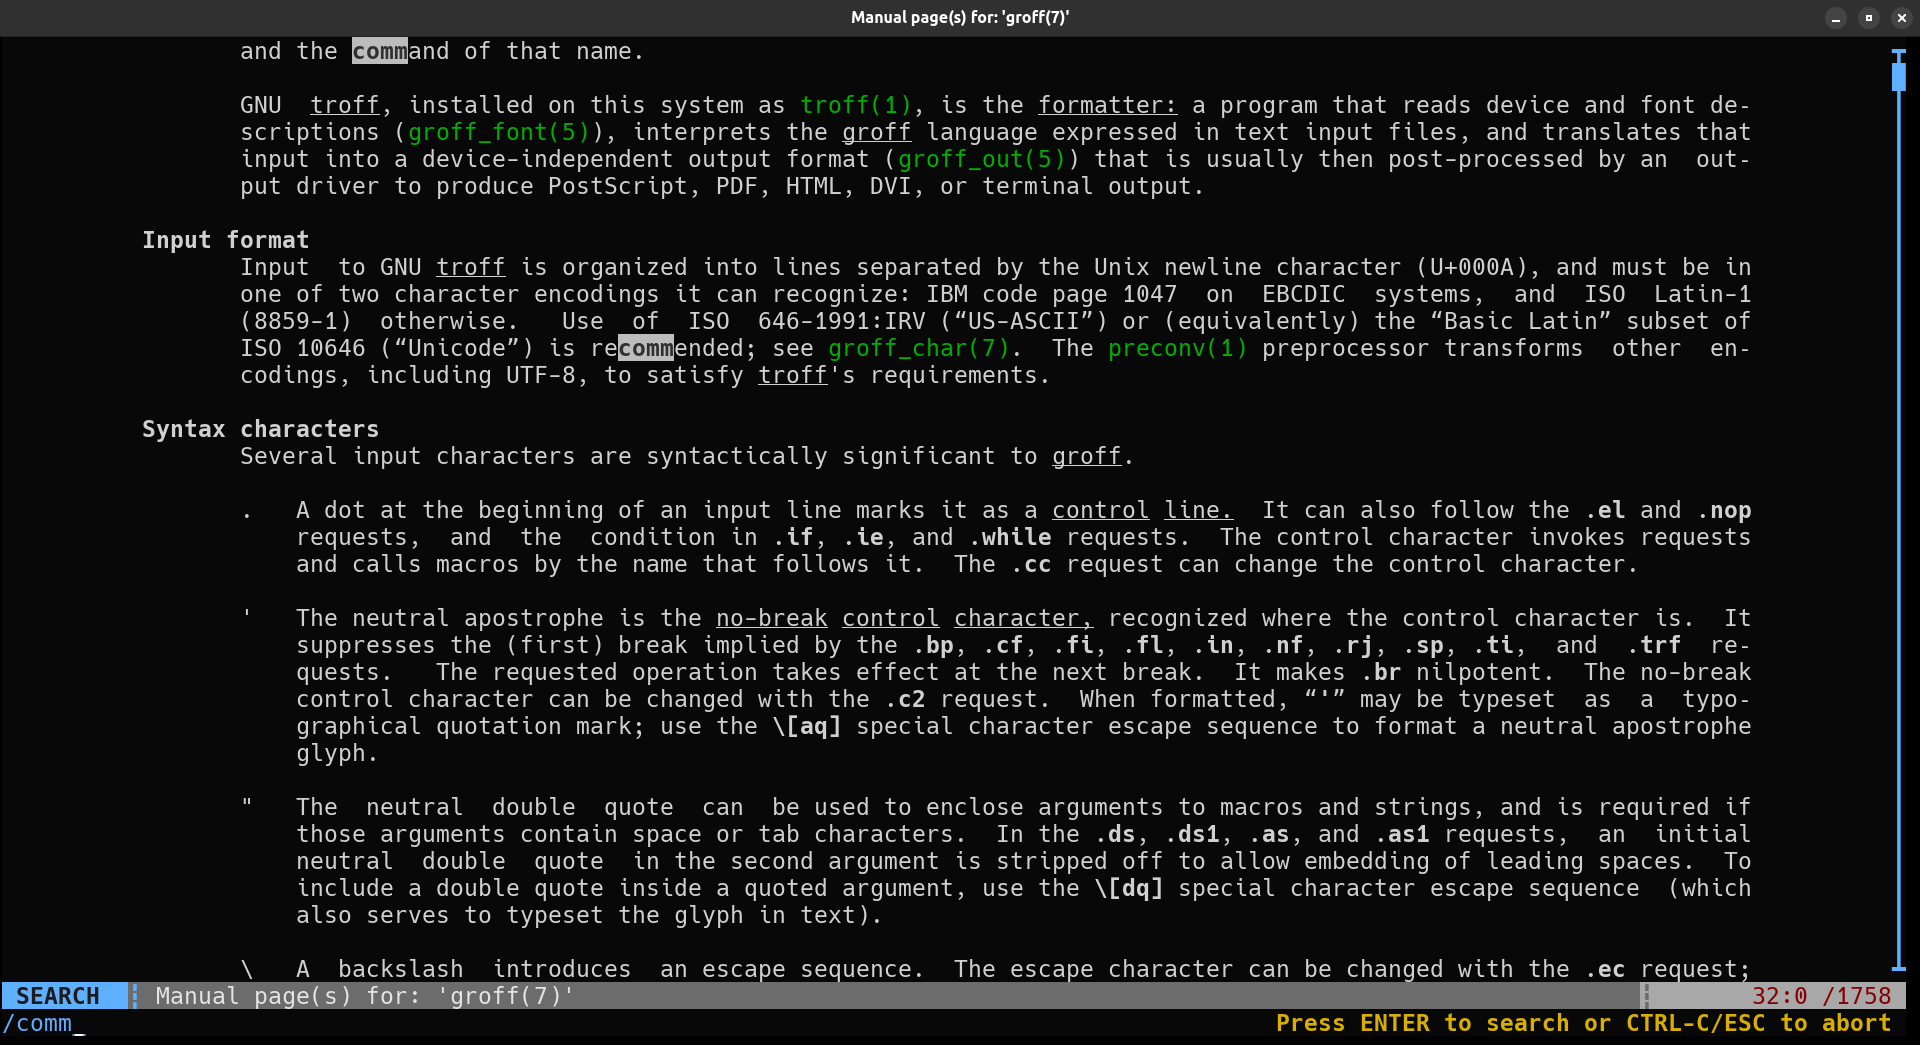 Manual page(s) for: 'groff(7)'
and the command of that name.
GNU  troff, installed on this system as troff(1), is the formatter: a program that reads device and font de-
scriptions (groff_font(5)), interprets the groff language expressed in text input files, and translates that
input into a device-independent output format (groff_out(5)) that is usually then post-processed by an  out-
put driver to produce PostScript, PDF, HTML, DVI, or terminal output.
Input format
Input  to GNU troff is organized into lines separated by the Unix newline character (U+000A), and must be in
one of two character encodings it can recognize: IBM code page 1047  on  EBCDIC  systems,  and  ISO  Latin-1
(8859-1)  otherwise.   Use  of  ISO  646-1991:IRV (“US-ASCII”) or (equivalently) the “Basic Latin” subset of
ISO 10646 (“Unicode”) is recommended; see groff_char(7).  The preconv(1) preprocessor transforms  other  en-
codings, including UTF-8, to satisfy troff's requirements.
Syntax characters
Several input characters are syntactically significant to groff.
.   A dot at the beginning of an input line marks it as a control line.  It can also follow the .el and .nop
requests,  and  the  condition in .if, .ie, and .while requests.  The control character invokes requests
and calls macros by the name that follows it.  The .cc request can change the control character.
'   The neutral apostrophe is the no-break control character, recognized where the control character is.  It
suppresses the (first) break implied by the .bp, .cf, .fi, .fl, .in, .nf, .rj, .sp, .ti,  and  .trf  re-
quests.   The requested operation takes effect at the next break.  It makes .br nilpotent.  The no-break
control character can be changed with the .c2 request.  When formatted, “'” may be typeset  as  a  typo-
graphical quotation mark; use the \[aq] special character escape sequence to format a neutral apostrophe
glyph.
"   The  neutral  double  quote  can  be used to enclose arguments to macros and strings, and is required if
those arguments contain space or tab characters.  In the .ds, .ds1, .as, and .as1 requests,  an  initial
neutral  double  quote  in the second argument is stripped off to allow embedding of leading spaces.  To
include a double quote inside a quoted argument, use the \[dq] special character escape sequence  (which
also serves to typeset the glyph in text).
\   A  backslash  introduces  an escape sequence.  The escape character can be changed with the .ec request;
SEARCH  Manual page(s) for: 'groff(7)'  32:0 /1758
/comm_  Press ENTER to search or CTRL-C/ESC to abort